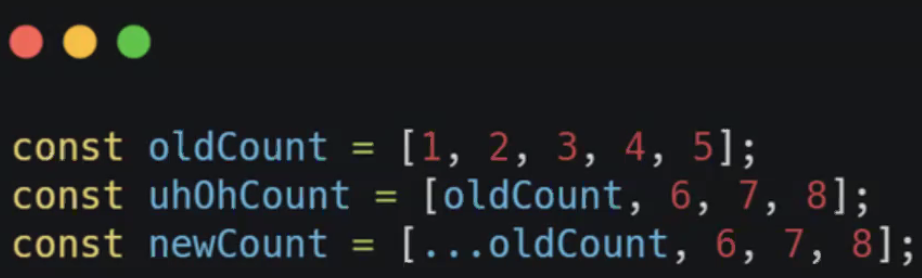 const oldCount = [1, 2, 3, 4, 5];
const uhOhCount = [oldCount, 6, 7, 8];
const newCount = [...oldCount, 6, 7, 8];